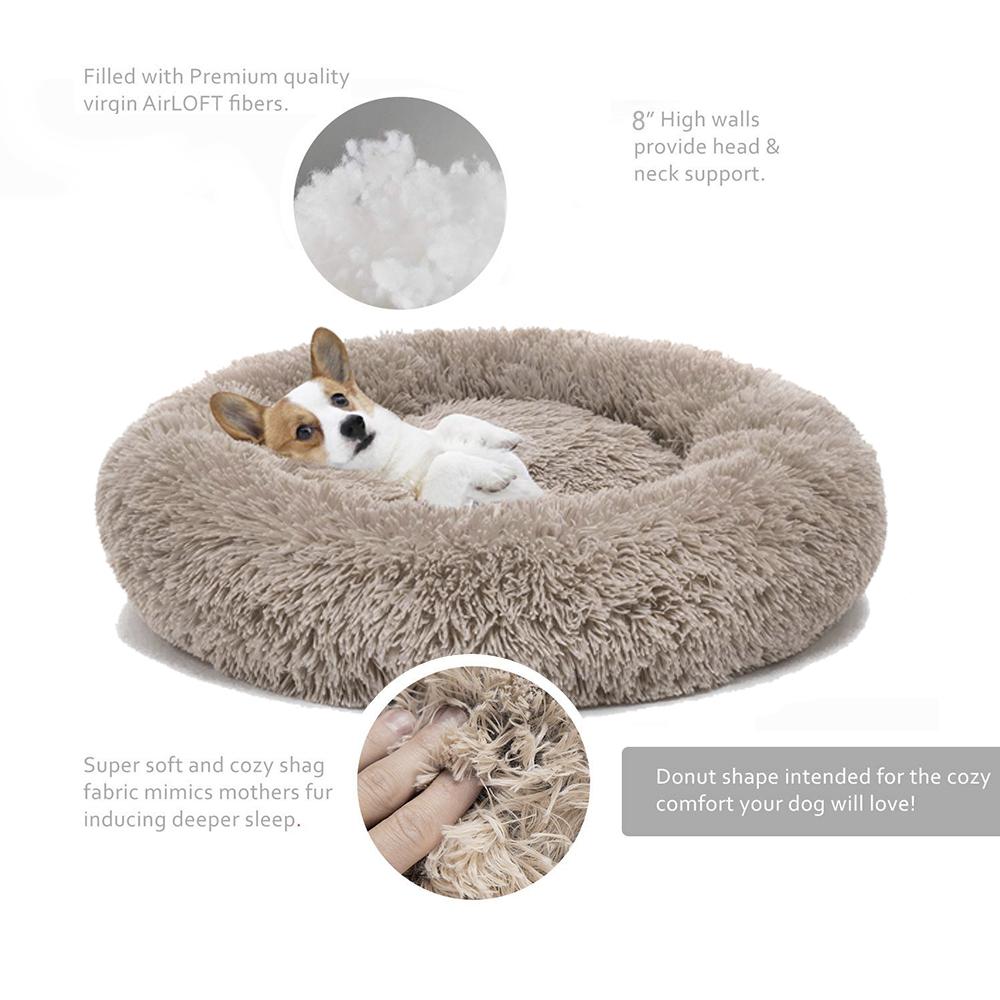 Filled with Premium quality
virgin AirLOFT fibers.
8” High walls
provide head &
neck support.
Super soft and cozy shag
fabric mimics mothers fur
inducing deeper sleep.
Donut shape intended for the cozy
comfort your dog will love!